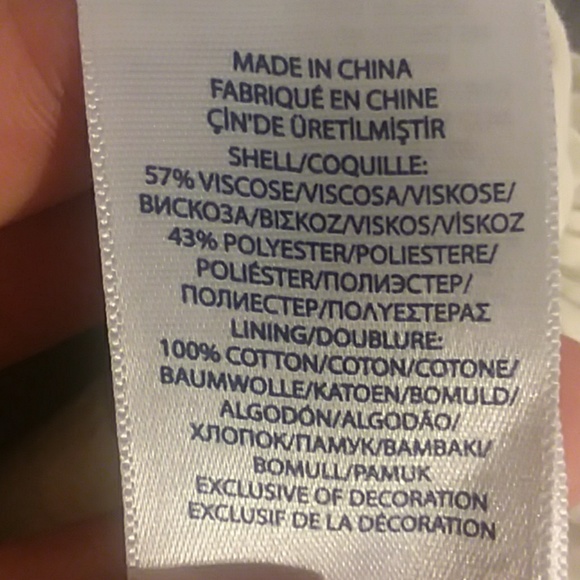 MADE IN CHINA
FABRIQUÉ EN CHINE
ÇİN'DE ÜRETİLMİŞTİR
SHELL/COQUILLE:
57% VISCOSE/VISCOSA/VISKOSE/
ВИСКОЗА/ΒΙΣΚΟΖ/VISKOS/VİSKOZ
43% POLYESTER/POLIESTERE/
POLIÉSTER/ПОЛИЭСТЕР/
ПОЛИЕСТЕР/ΠΟΛΥΕΣΤΕΡΑΣ
LINING/DOUBLURE:
100% COTTON/COTON/COTONE/
BAUMWOLLE/KATOEN/BOMULD/
ALGODÓN/ALGODÃO/
ХЛОПОК/ПАМУК/ΒΑΜΒΑΚΙ/
BOMULL/PAMUK
EXCLUSIVE OF DECORATION
EXCLUSIF DE LA DÉCORATION